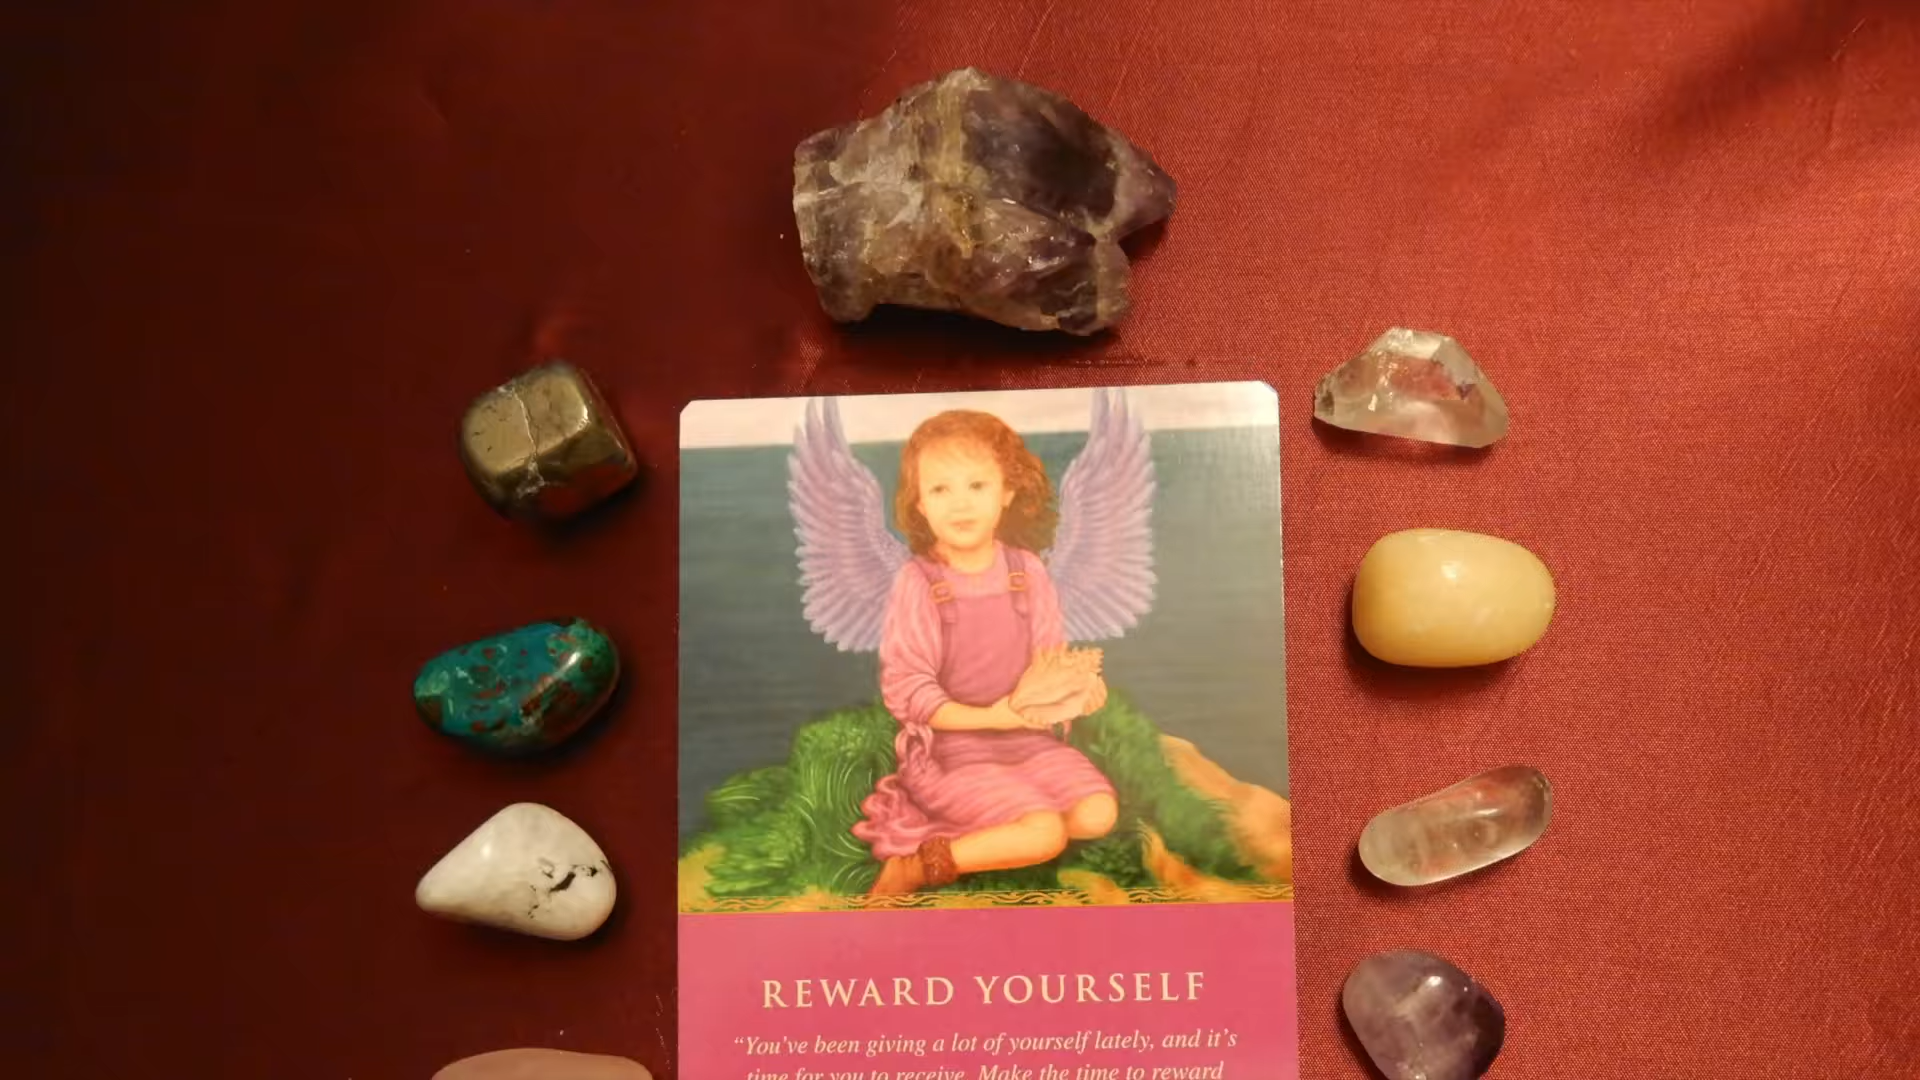 REWARD YOURSELF
“You’ve been giving a lot of yourself lately, and it’s
time for you to receive. Make the time to reward